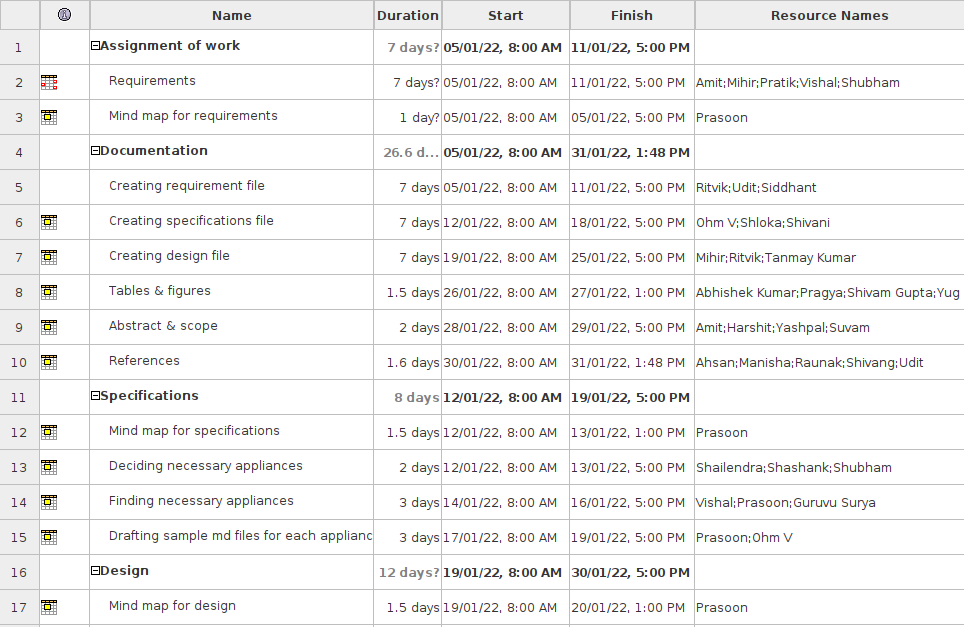 Name Duration Start Finish Resource Names
1 Assignment of work 7 days? 05/01/22, 8:00 AM 11/01/22, 5:00 PM
2 Requirements 7 days? 05/01/22, 8:00 AM 11/01/22, 5:00 PM Amit;Mihir;Pratik;Vishal;Shubham
3 Mind map for requirements 1 day? 05/01/22, 8:00 AM 05/01/22, 5:00 PM Prasoon
4 Documentation 26.6 d... 05/01/22, 8:00 AM 31/01/22, 1:48 PM
5 Creating requirement file 7 days 05/01/22, 8:00 AM 11/01/22, 5:00 PM Ritvik;Udit;Siddhant
6 Creating specifications file 7 days 12/01/22, 8:00 AM 18/01/22, 5:00 PM Ohm V;Shloka;Shivani
7 Creating design file 7 days 19/01/22, 8:00 AM 25/01/22, 5:00 PM Mihir;Ritvik;Tanmay Kumar
8 Tables & figures 1.5 days 26/01/22, 8:00 AM 27/01/22, 1:00 PM Abhishek Kumar;Pragya;Shivam Gupta;Yug
9 Abstract & scope 2 days 28/01/22, 8:00 AM 29/01/22, 5:00 PM Amit;Harshit;Yashpal;Suvam
10 References 1.6 days 30/01/22, 8:00 AM 31/01/22, 1:48 PM Ahsan;Manisha;Raunak;Shivang;Udit
11 Specifications 8 days 12/01/22, 8:00 AM 19/01/22, 5:00 PM
12 Mind map for specifications 1.5 days 12/01/22, 8:00 AM 13/01/22, 1:00 PM Prasoon
13 Deciding necessary appliances 2 days 12/01/22, 8:00 AM 13/01/22, 5:00 PM Shailendra;Shashank;Shubham
14 Finding necessary appliances 3 days 14/01/22, 8:00 AM 16/01/22, 5:00 PM Vishal;Prasoon;Guruvu Surya
15 Drafting sample md files for each applianc 3 days 17/01/22, 8:00 AM 19/01/22, 5:00 PM Prasoon;Ohm V
16 Design 12 days? 19/01/22, 8:00 AM 30/01/22, 5:00 PM
17 Mind map for design 1.5 days 19/01/22, 8:00 AM 20/01/22, 1:00 PM Prasoon